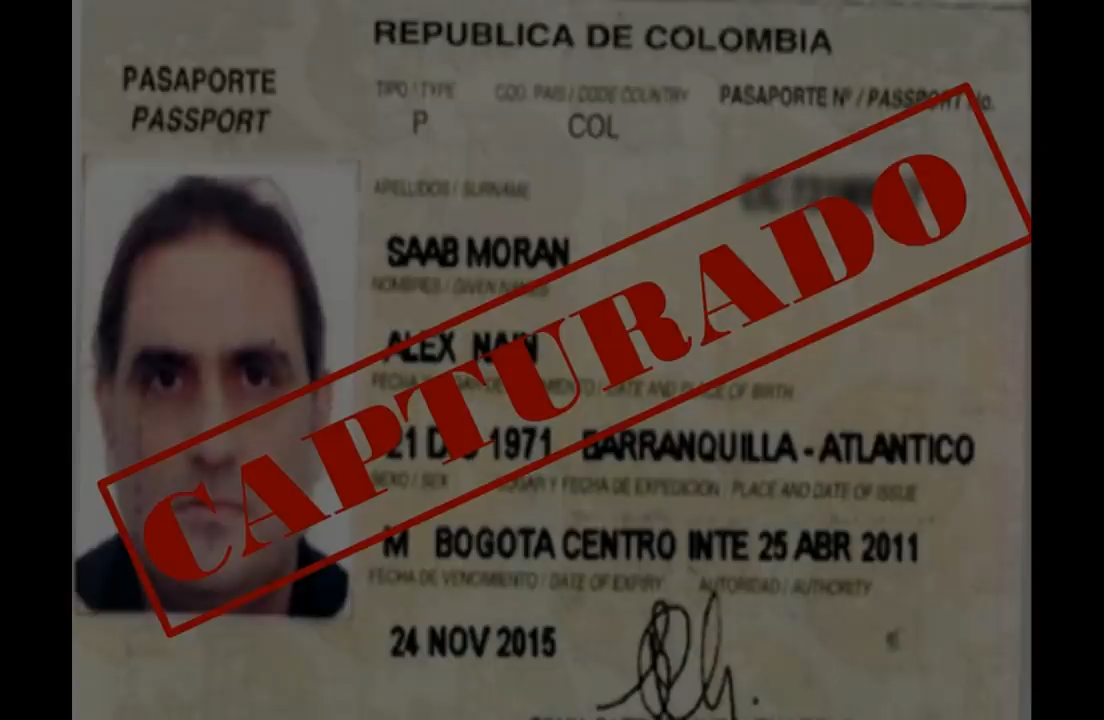 REPUBLICA DE COLOMBIA
PASAPORTE
PASSPORT
TIPO / TYPE COD. PAIS / CODE COUNTRY PASAPORTE Nº / PASSPORT No.
P COL
APELLIDOS / SURNAME
SAAB MORAN
NOMBRES / GIVEN NAMES
ALEX NAIN
FECHA Y LUGAR DE NACIMIENTO / DATE AND PLACE OF BIRTH
21 DIC 1971 BARRANQUILLA - ATLANTICO
SEXO / SEX LUGAR Y FECHA DE EXPEDICION / PLACE AND DATE OF ISSUE
M BOGOTA CENTRO INTE 25 ABR 2011
FECHA DE VENCIMIENTO / DATE OF EXPIRY AUTORIDAD / AUTHORITY
24 NOV 2015
CAPTURADO